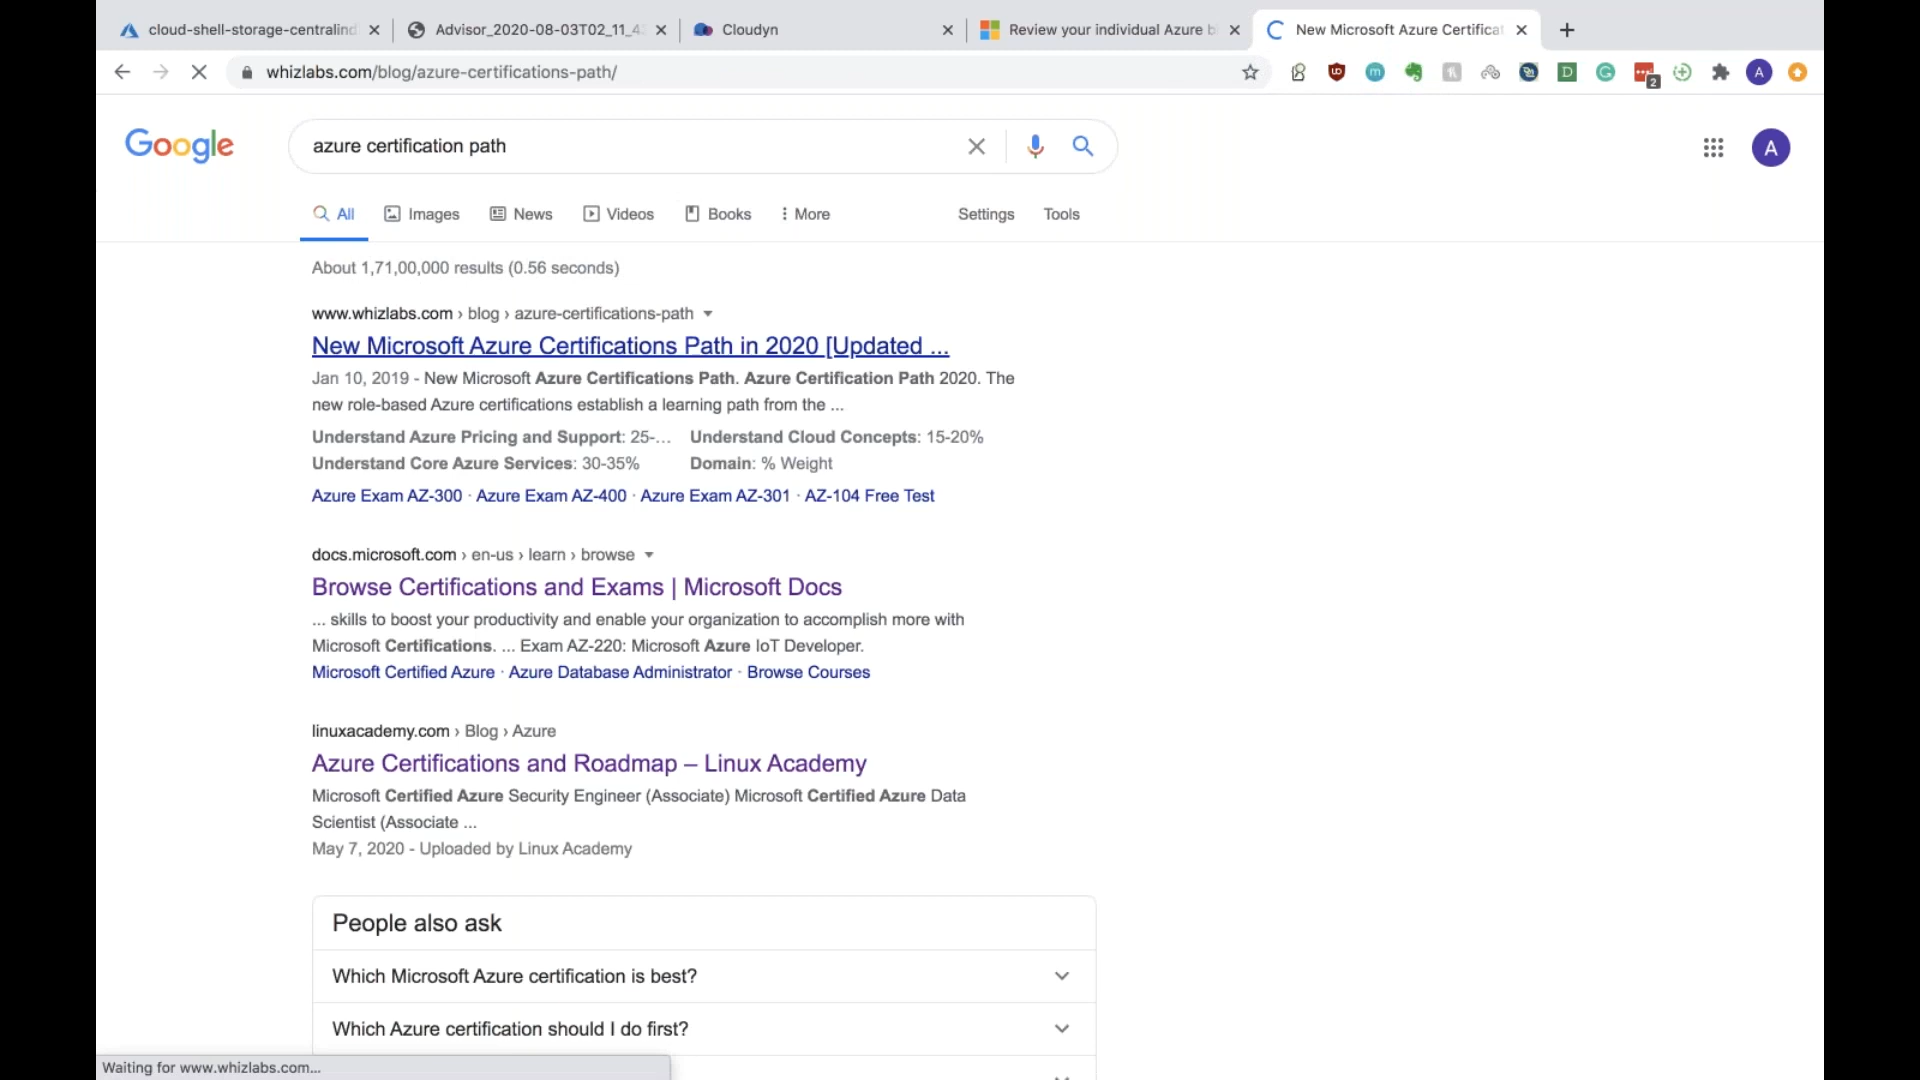 cloud-shell-storage-centralind
Advisor_2020-08-03T02_11_4
Cloudyn
Review your individual Azure b
New Microsoft Azure Certificat
whizlabs.com/blog/azure-certifications-path/
2
A
Google
azure certification path
A
All
Images
News
Videos
Books
More
Settings
Tools
About 1,71,00,000 results (0.56 seconds)
www.whizlabs.com › blog › azure-certifications-path
New Microsoft Azure Certifications Path in 2020 [Updated ...
Jan 10, 2019 - New Microsoft Azure Certifications Path. Azure Certification Path 2020. The
new role-based Azure certifications establish a learning path from the ...
Understand Azure Pricing and Support: 25-... Understand Cloud Concepts: 15-20%
Understand Core Azure Services: 30-35% Domain: % Weight
Azure Exam AZ-300 · Azure Exam AZ-400 · Azure Exam AZ-301 · AZ-104 Free Test
docs.microsoft.com › en-us › learn › browse
Browse Certifications and Exams | Microsoft Docs
... skills to boost your productivity and enable your organization to accomplish more with
Microsoft Certifications. ... Exam AZ-220: Microsoft Azure IoT Developer.
Microsoft Certified Azure · Azure Database Administrator · Browse Courses
linuxacademy.com › Blog › Azure
Azure Certifications and Roadmap – Linux Academy
Microsoft Certified Azure Security Engineer (Associate) Microsoft Certified Azure Data
Scientist (Associate ...
May 7, 2020 - Uploaded by Linux Academy
People also ask
Which Microsoft Azure certification is best?
Which Azure certification should I do first?
Waiting for www.whizlabs.com...